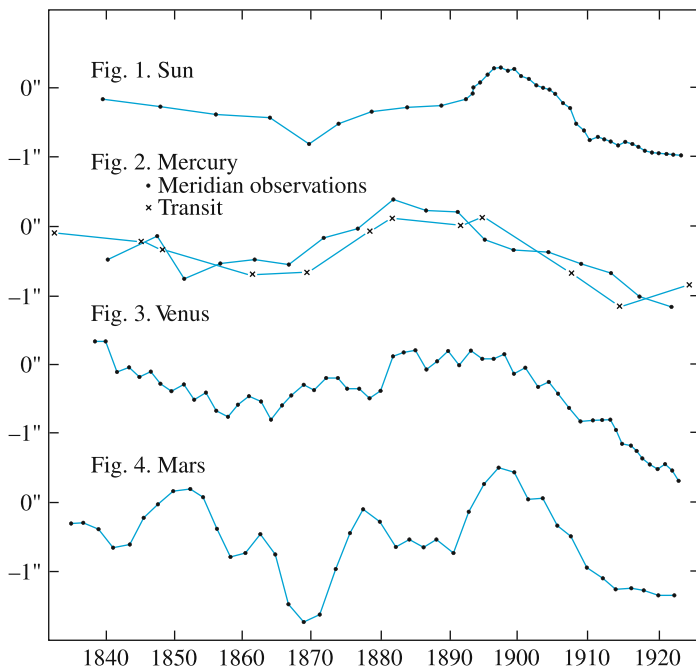 Fig. 1. Sun
0"
−1"
Fig. 2. Mercury
• Meridian observations
× Transit
0"
−1"
Fig. 3. Venus
0"
−1"
Fig. 4. Mars
0"
−1"
1840 1850 1860 1870 1880 1890 1900 1910 1920